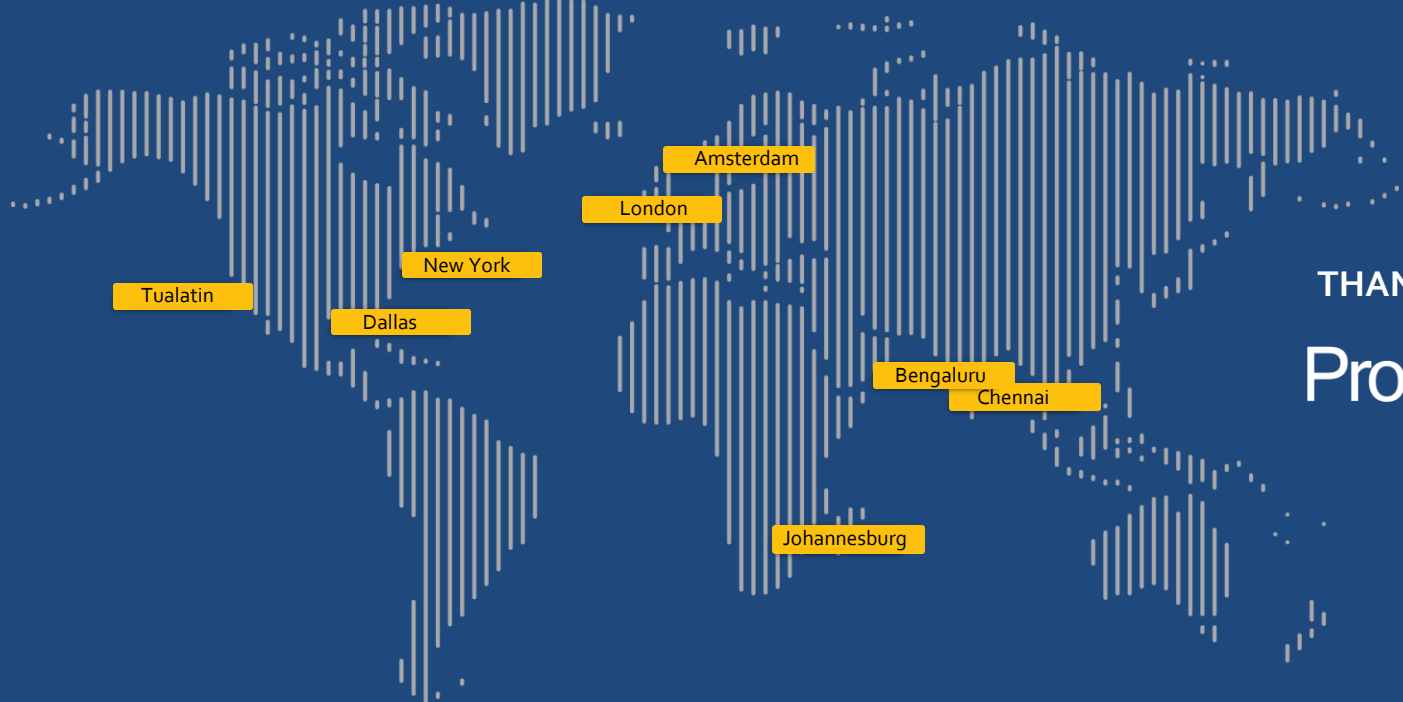 Amsterdam
London
New York
Tualatin
Dallas
Bengaluru
Chennai
Johannesburg
THAN
Pro